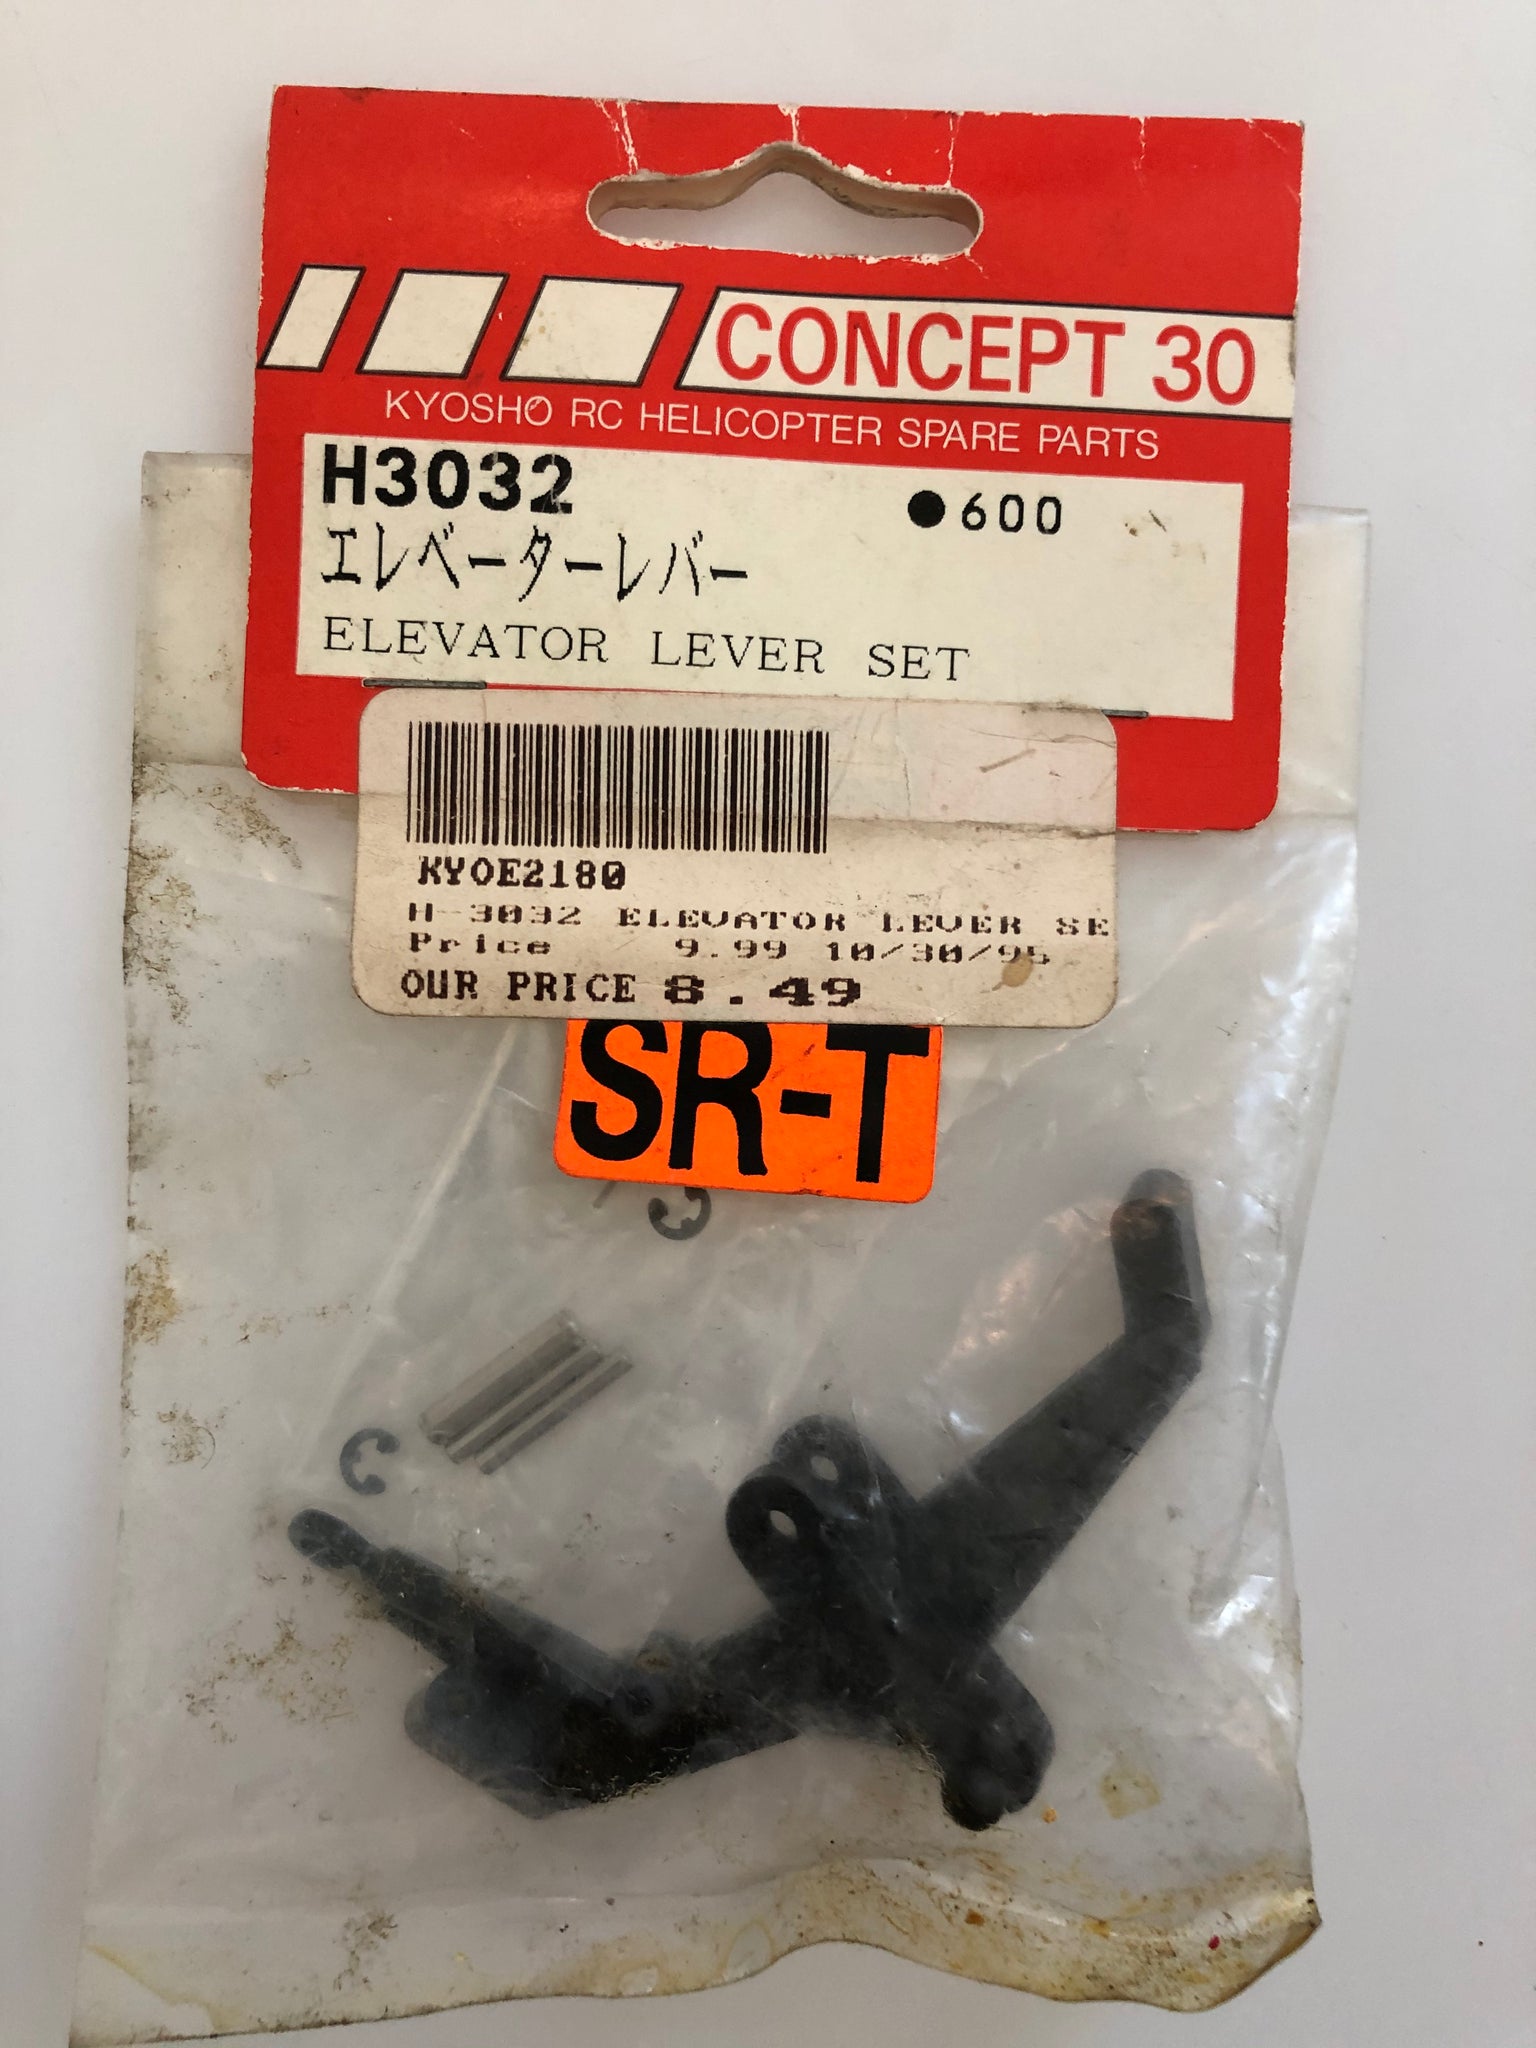 CONCEPT 30
KYOSHO RC HELICOPTER SPARE PARTS
H3032
●600
エレベーターレバー
ELEVATOR LEVER SET
KYOE2180
H-3032 ELEVATOR LEVER SE
Price 9.99 10/30/95
OUR PRICE 8.49
SR-T